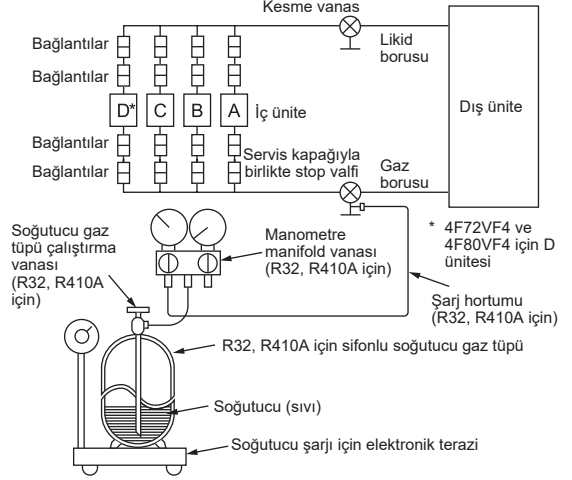 Kesme vanas
Bağlantılar
Bağlantılar
Likid
borusu
D*
C
B
A
İç ünite
Dış ünite
Bağlantılar
Bağlantılar
Servis kapağıyla
birlikte stop valfi
Gaz
borusu
* 4F72VF4 ve
4F80VF4 için D
ünitesi
Soğutucu gaz
tüpü çalıştırma
vanası
(R32, R410A
için)
Manometre
manifold vanası
(R32, R410A için)
Şarj hortumu
(R32, R410A için)
R32, R410A için sifonlu soğutucu gaz tüpü
Soğutucu (sıvı)
Soğutucu şarjı için elektronik terazi